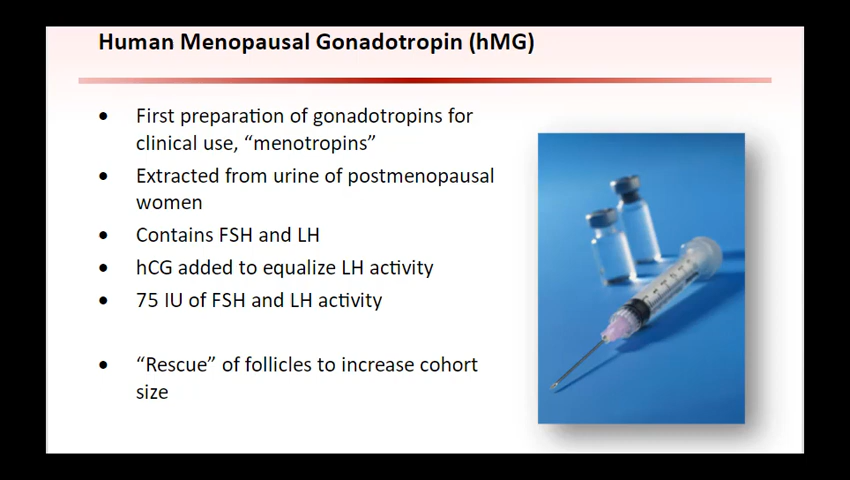 Human Menopausal Gonadotropin (hMG)
• First preparation of gonadotropins for
clinical use, “menotropins”
• Extracted from urine of postmenopausal
women
• Contains FSH and LH
• hCG added to equalize LH activity
• 75 IU of FSH and LH activity
• “Rescue” of follicles to increase cohort
size